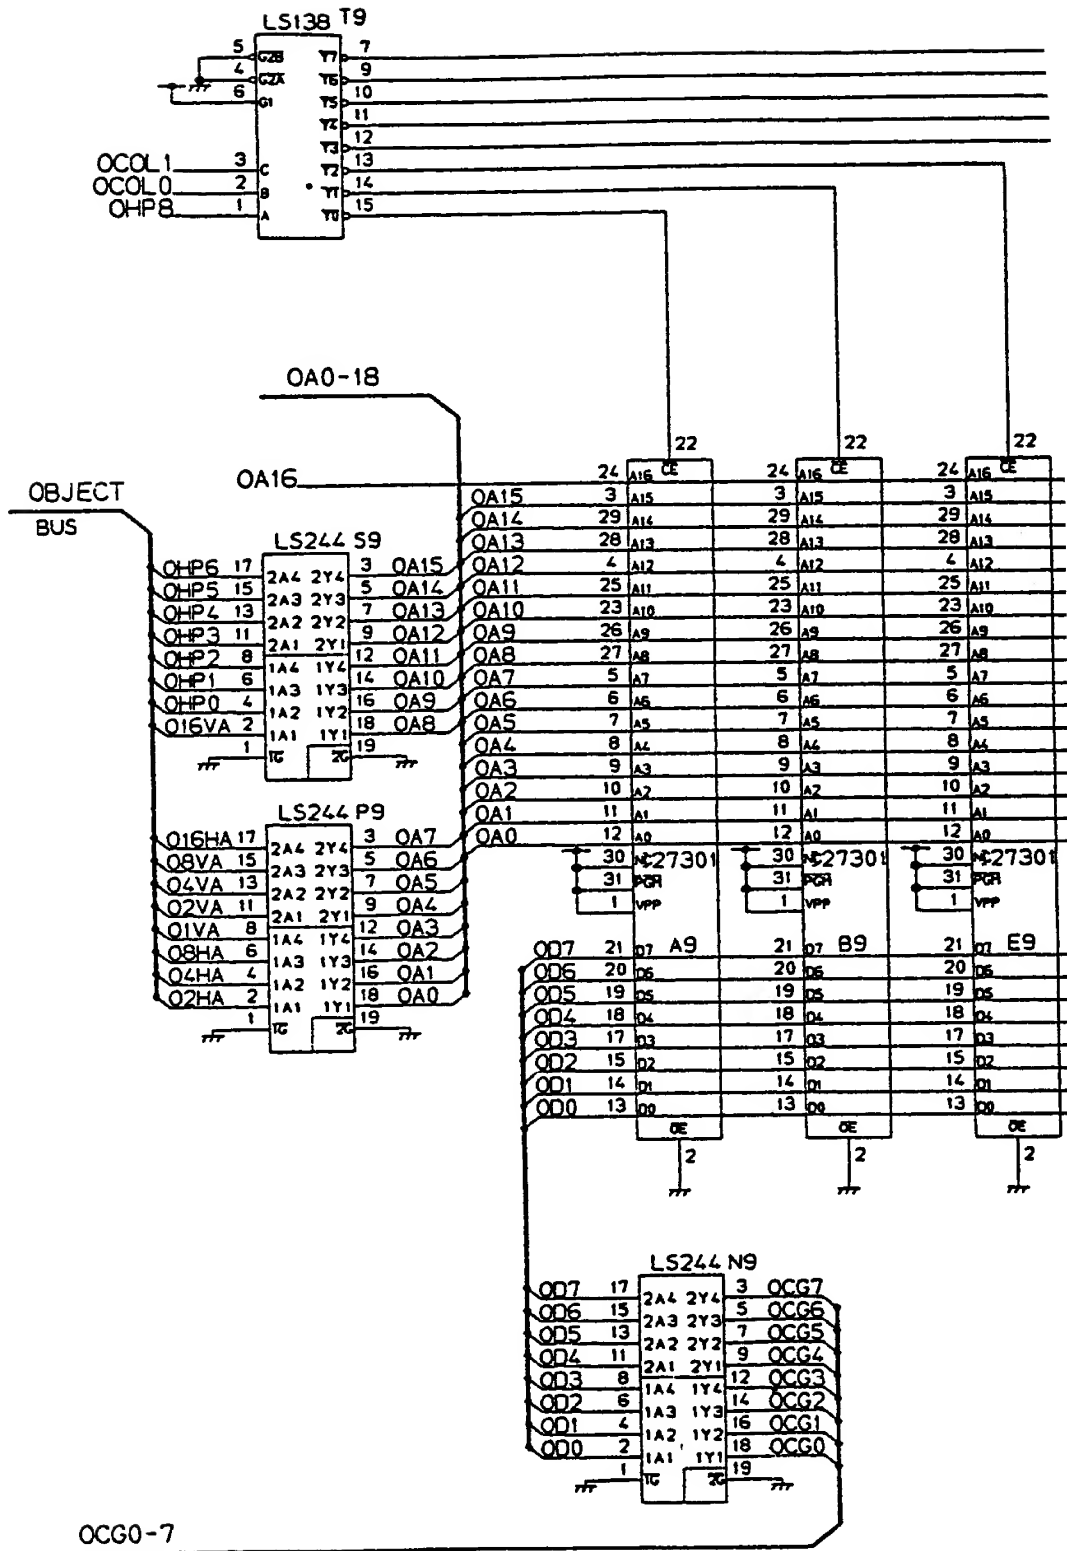 LS138 T9
5 G2B Y7 7
4 G2A Y6 9
6 G1 Y5 10
Y4 11
Y3 12
OCOL1 3 C Y2 13
OCOL0 2 B Y1 14
OHP8 1 A Y0 15
OA0-18
22 22 22
CE CE CE
OA16 24 A16 24 A16 24 A16
OA15 3 A15 3 A15 3 A15
OA14 29 A14 29 A14 29 A14
OA13 28 A13 28 A13 28 A13
OA12 4 A12 4 A12 4 A12
OA11 25 A11 25 A11 25 A11
OA10 23 A10 23 A10 23 A10
OA9 26 A9 26 A9 26 A9
OA8 27 A8 27 A8 27 A8
OA7 5 A7 5 A7 5 A7
OA6 6 A6 6 A6 6 A6
OA5 7 A5 7 A5 7 A5
OA4 8 A4 8 A4 8 A4
OA3 9 A3 9 A3 9 A3
OA2 10 A2 10 A2 10 A2
OA1 11 A1 11 A1 11 A1
OA0 12 A0 12 A0 12 A0
30 NC 27301 30 NC 27301 30 NC 27301
31 PGM 31 PGM 31 PGM
1 VPP 1 VPP 1 VPP
OBJECT
BUS
LS244 S9
OHP6 17 2A4 2Y4 3 OA15
OHP5 15 2A3 2Y3 5 OA14
OHP4 13 2A2 2Y2 7 OA13
OHP3 11 2A1 2Y1 9 OA12
OHP2 8 1A4 1Y4 12 OA11
OHP1 6 1A3 1Y3 14 OA10
OHP0 4 1A2 1Y2 16 OA9
O16VA 2 1A1 1Y1 18 OA8
1 1G 2G 19
LS244 P9
O16HA 17 2A4 2Y4 3 OA7
O8VA 15 2A3 2Y3 5 OA6
O4VA 13 2A2 2Y2 7 OA5
O2VA 11 2A1 2Y1 9 OA4
O1VA 8 1A4 1Y4 12 OA3
O8HA 6 1A3 1Y3 14 OA2
O4HA 4 1A2 1Y2 16 OA1
O2HA 2 1A1 1Y1 18 OA0
1 1G 2G 19
OD7 21 D7 A9 21 D7 B9 21 D7 E9
OD6 20 D6 20 D6 20 D6
OD5 19 D5 19 D5 19 D5
OD4 18 D4 18 D4 18 D4
OD3 17 D3 17 D3 17 D3
OD2 15 D2 15 D2 15 D2
OD1 14 D1 14 D1 14 D1
OD0 13 D0 13 D0 13 D0
OE OE OE
2 2 2
LS244 N9
OD7 17 2A4 2Y4 3 OCG7
OD6 15 2A3 2Y3 5 OCG6
OD5 13 2A2 2Y2 7 OCG5
OD4 11 2A1 2Y1 9 OCG4
OD3 8 1A4 1Y4 12 OCG3
OD2 6 1A3 1Y3 14 OCG2
OD1 4 1A2 1Y2 16 OCG1
OD0 2 1A1 1Y1 18 OCG0
1 1G 2G 19
OCG0-7